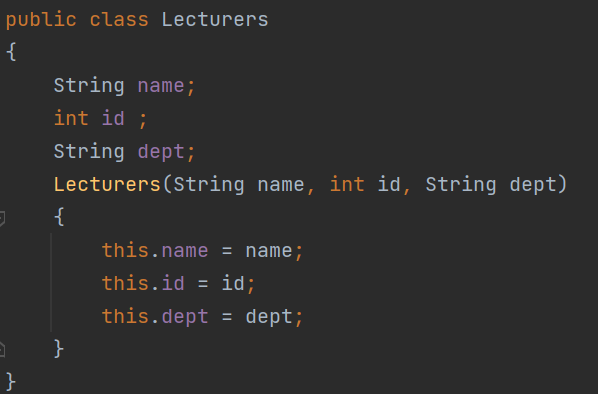 public class Lecturers
{
    String name;
    int id ;
    String dept;
    Lecturers(String name, int id, String dept)
    {
        this.name = name;
        this.id = id;
        this.dept = dept;
    }
}